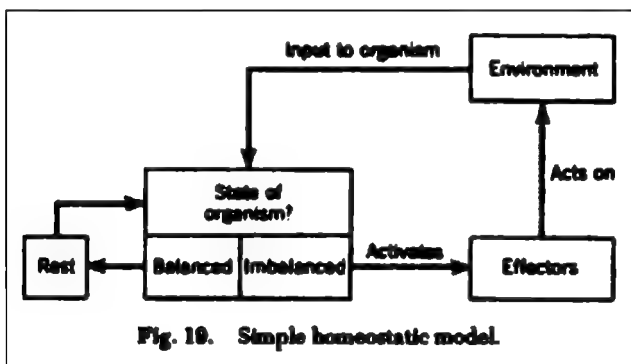 Input to organism
Environment
State of
organism?
Acts on
Rest
Balanced
Imbalanced
Activates
Effectors
Fig. 19. Simple homeostatic model.